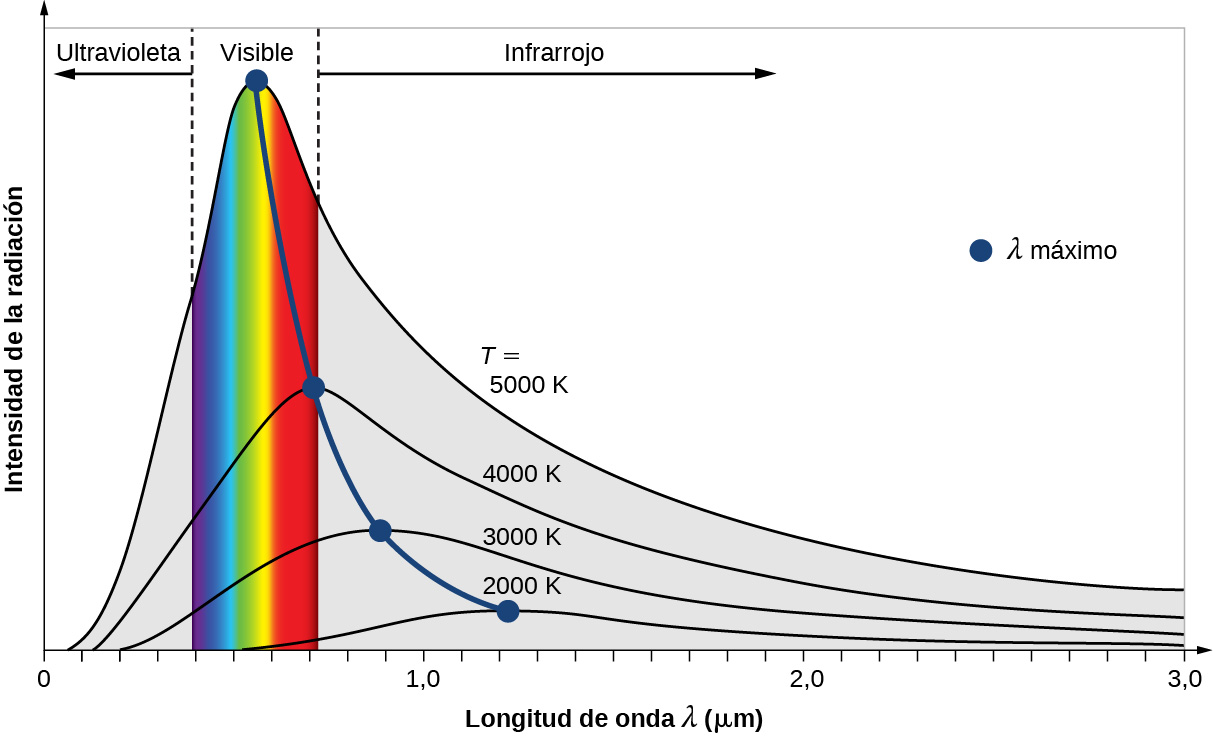 Ultravioleta
Visible
Infrarrojo
Intensidad de la radiación
λ máximo
T =
5000 K
4000 K
3000 K
2000 K
0
1,0
2,0
3,0
Longitud de onda λ (μm)